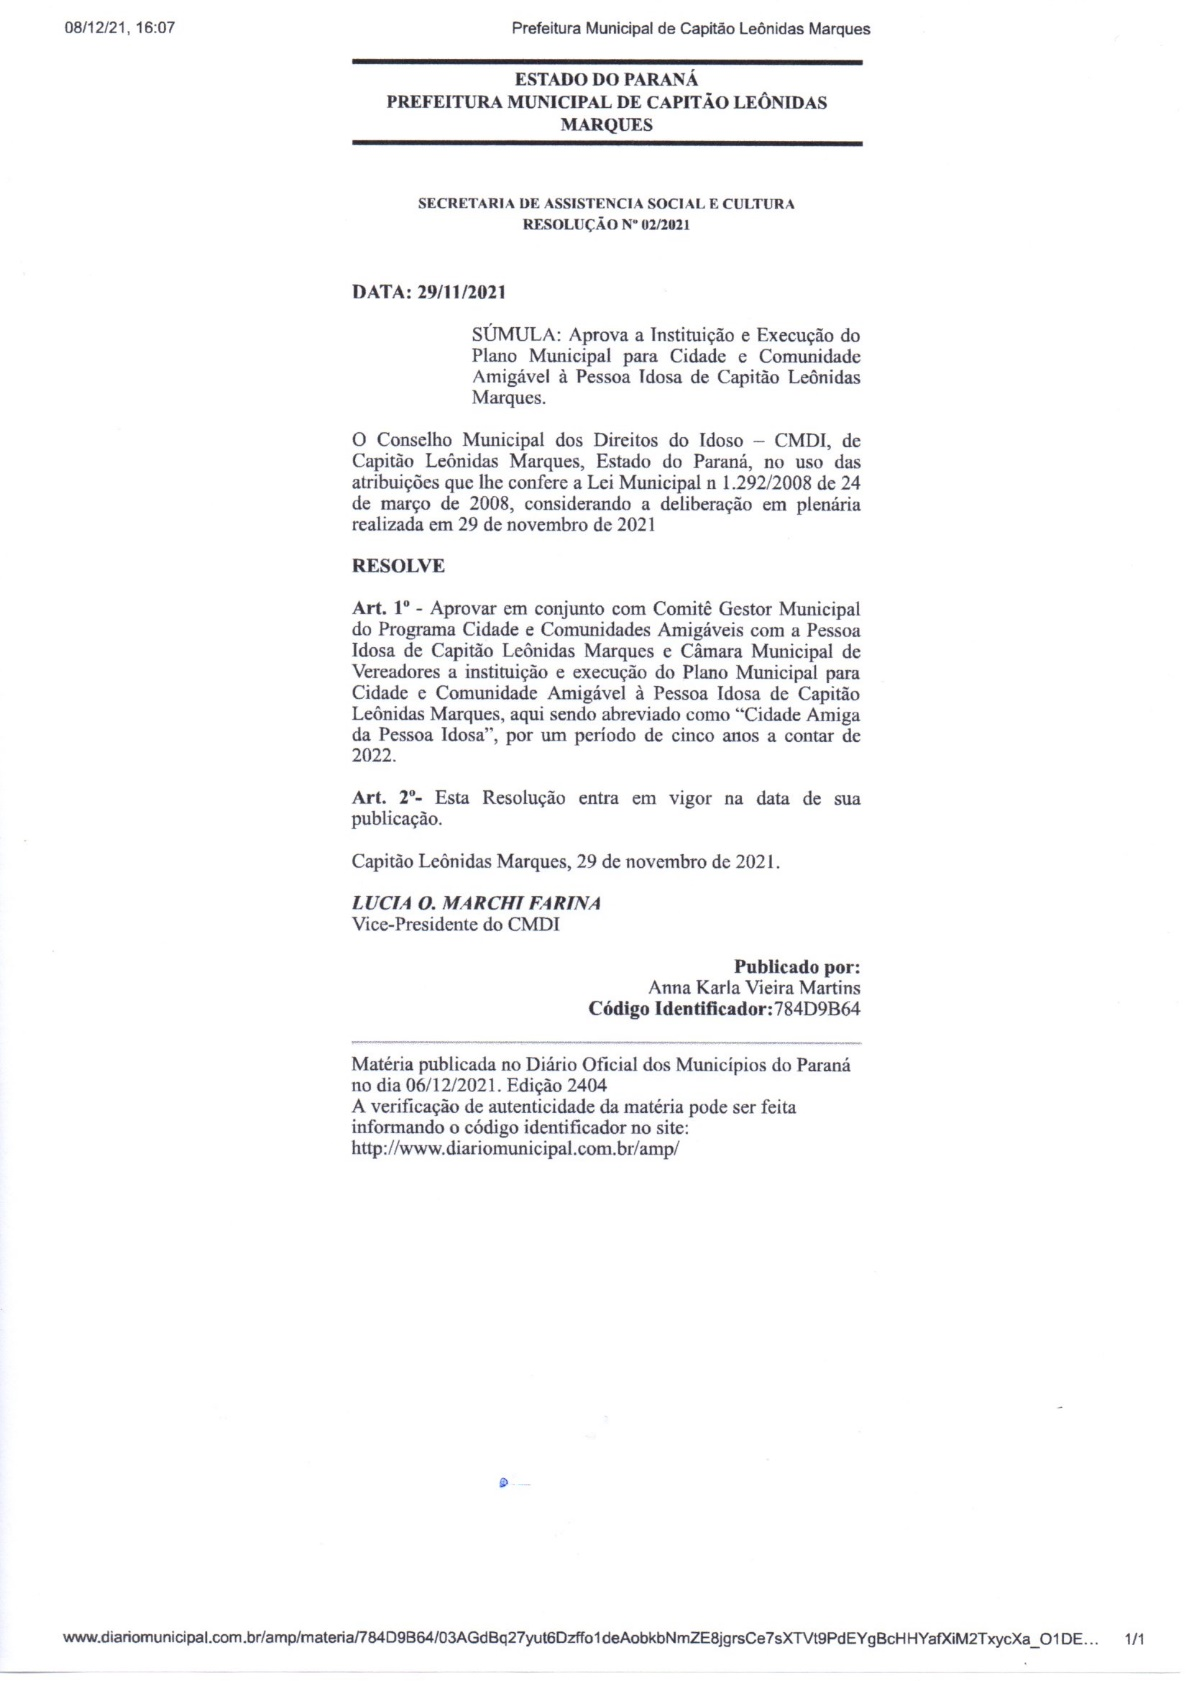 08/12/21, 16:07
Prefeitura Municipal de Capitão Leônidas Marques
ESTADO DO PARANÁ
PREFEITURA MUNICIPAL DE CAPITÃO LEÔNIDAS
MARQUES
SECRETARIA DE ASSISTENCIA SOCIAL E CULTURA
RESOLUÇÃO Nº 02/2021
DATA: 29/11/2021
SÚMULA: Aprova a Instituição e Execução do
Plano Municipal para Cidade e Comunidade
Amigável à Pessoa Idosa de Capitão Leônidas
Marques.
O Conselho Municipal dos Direitos do Idoso – CMDI, de
Capitão Leônidas Marques, Estado do Paraná, no uso das
atribuições que lhe confere a Lei Municipal n 1.292/2008 de 24
de março de 2008, considerando a deliberação em plenária
realizada em 29 de novembro de 2021
RESOLVE
Art. 1º - Aprovar em conjunto com Comitê Gestor Municipal
do Programa Cidade e Comunidades Amigáveis com a Pessoa
Idosa de Capitão Leônidas Marques e Câmara Municipal de
Vereadores a instituição e execução do Plano Municipal para
Cidade e Comunidade Amigável à Pessoa Idosa de Capitão
Leônidas Marques, aqui sendo abreviado como “Cidade Amiga
da Pessoa Idosa”, por um período de cinco anos a contar de
2022.
Art. 2º- Esta Resolução entra em vigor na data de sua
publicação.
Capitão Leônidas Marques, 29 de novembro de 2021.
LUCIA O. MARCHI FARINA
Vice-Presidente do CMDI
Publicado por:
Anna Karla Vieira Martins
Código Identificador:784D9B64
Matéria publicada no Diário Oficial dos Municípios do Paraná
no dia 06/12/2021. Edição 2404
A verificação de autenticidade da matéria pode ser feita
informando o código identificador no site:
http://www.diariomunicipal.com.br/amp/
www.diariomunicipal.com.br/amp/materia/784D9B64/03AGdBq27yut6Dzffo1deAobkbNmZE8jgrsCe7sXTVt9PdEYgBcHHYafXiM2TxycXa_O1DE... 1/1